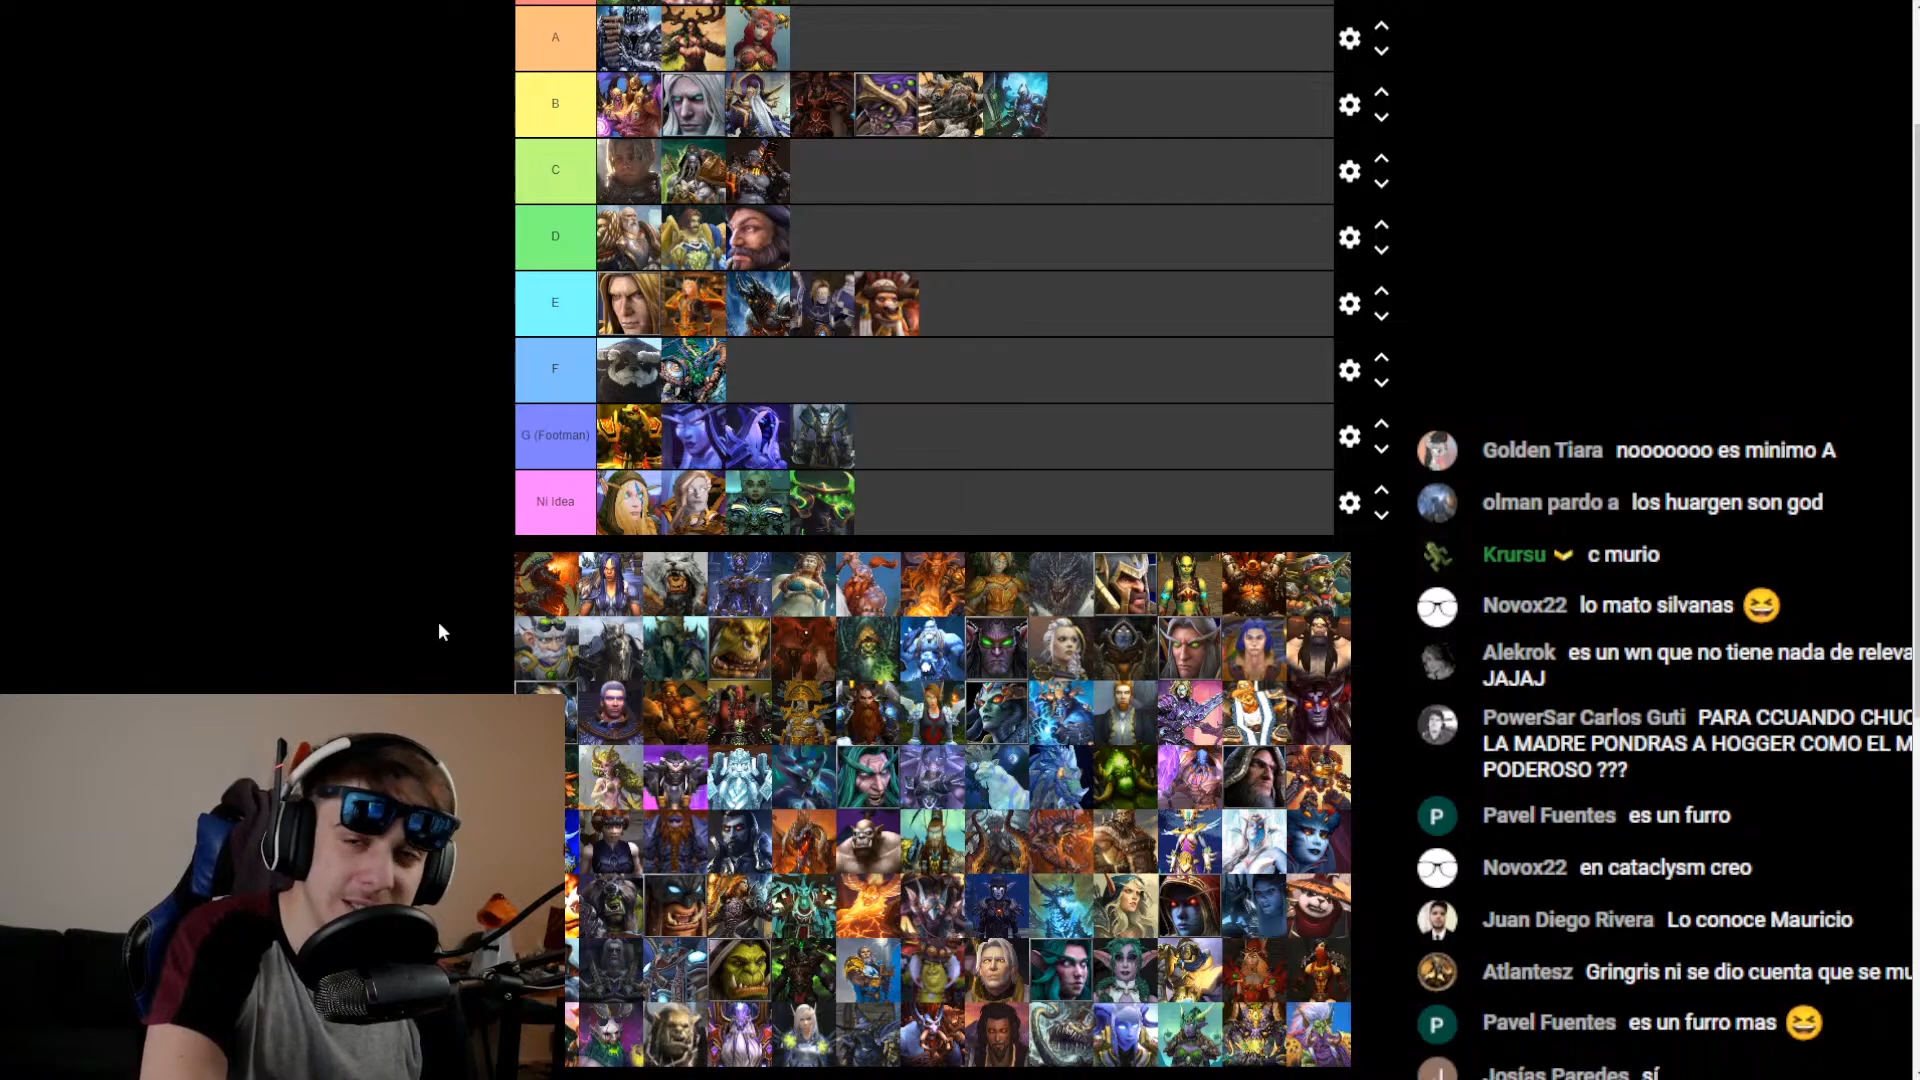 A
B
C
D
E
F
G (Footman)
Ni Idea
Golden Tiara nooooooo es minimo A
olman pardo a los huargen son god
Krursu c murio
Novox22 lo mato silvanas
Alekrok es un wn que no tiene nada de releva
JAJAJ
PowerSar Carlos Guti PARA CCUANDO CHUC
LA MADRE PONDRAS A HOGGER COMO EL M
PODEROSO ???
P Pavel Fuentes es un furro
Novox22 en cataclysm creo
Juan Diego Rivera Lo conoce Mauricio
Atlantesz Gringris ni se dio cuenta que se mu
P Pavel Fuentes es un furro mas
Josías Paredes sí